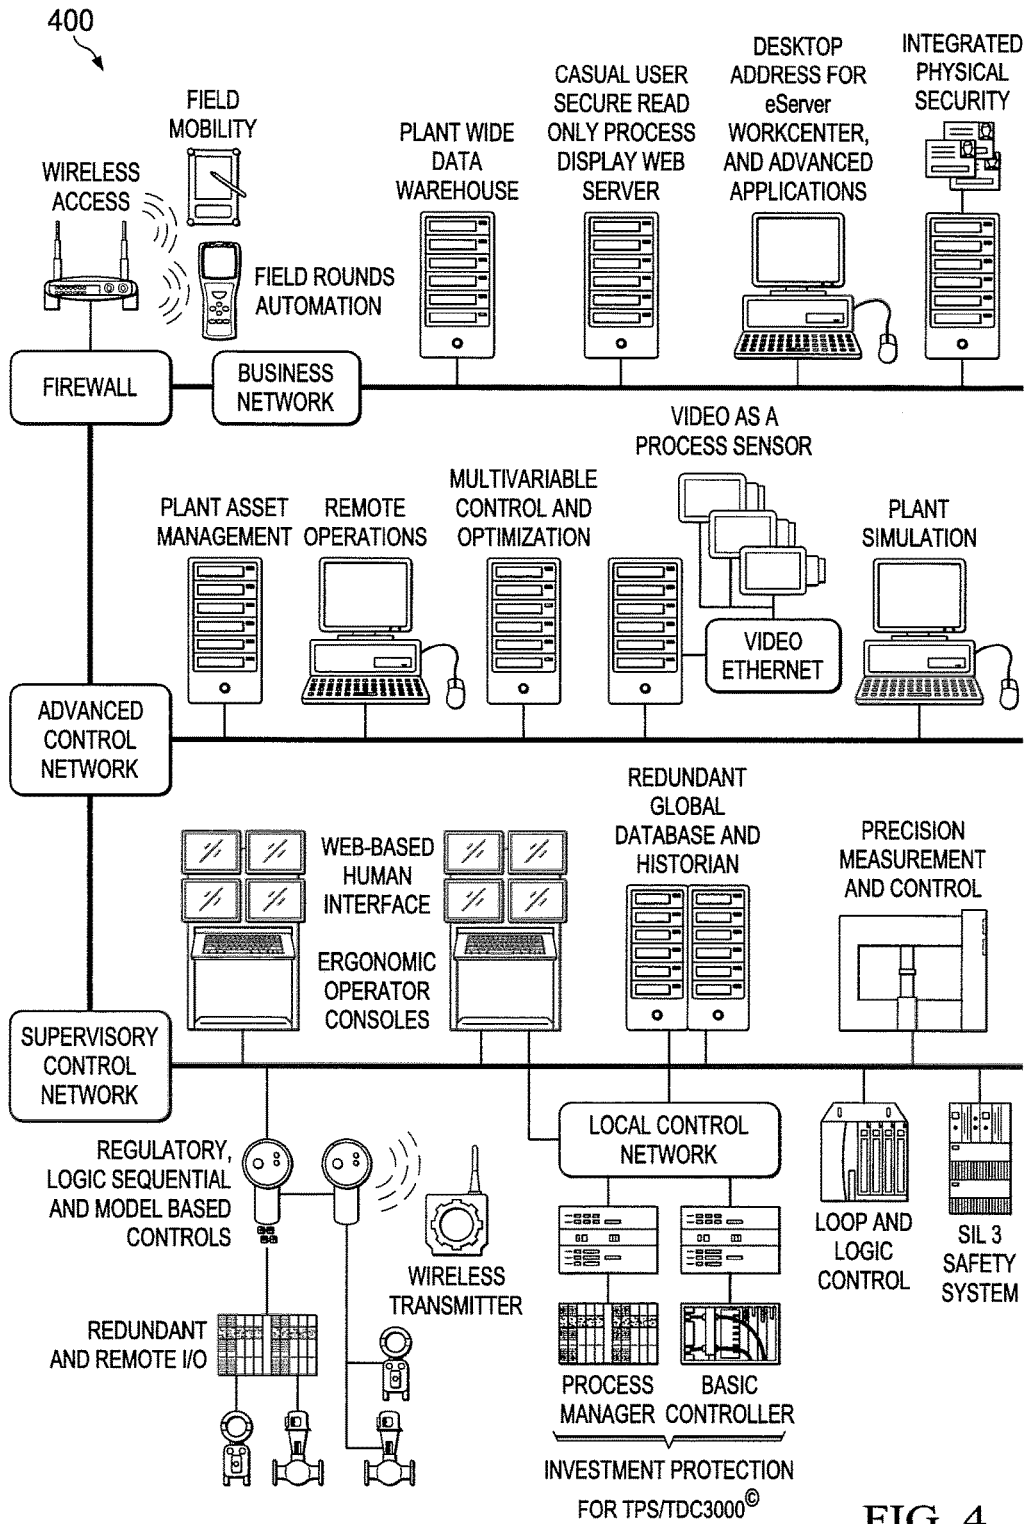 400
FIELD
MOBILITY
WIRELESS
ACCESS
FIELD ROUNDS
AUTOMATION
PLANT WIDE
DATA
WAREHOUSE
CASUAL USER
SECURE READ
ONLY PROCESS
DISPLAY WEB
SERVER
DESKTOP
ADDRESS FOR
eServer
WORKCENTER,
AND ADVANCED
APPLICATIONS
INTEGRATED
PHYSICAL
SECURITY
FIREWALL
BUSINESS
NETWORK
PLANT ASSET
MANAGEMENT
REMOTE
OPERATIONS
MULTIVARIABLE
CONTROL AND
OPTIMIZATION
VIDEO AS A
PROCESS SENSOR
VIDEO
ETHERNET
PLANT
SIMULATION
ADVANCED
CONTROL
NETWORK
WEB-BASED
HUMAN
INTERFACE
ERGONOMIC
OPERATOR
CONSOLES
REDUNDANT
GLOBAL
DATABASE AND
HISTORIAN
PRECISION
MEASUREMENT
AND CONTROL
SUPERVISORY
CONTROL
NETWORK
REGULATORY,
LOGIC SEQUENTIAL
AND MODEL BASED
CONTROLS
WIRELESS
TRANSMITTER
REDUNDANT
AND REMOTE I/O
LOCAL CONTROL
NETWORK
PROCESS
MANAGER
BASIC
CONTROLLER
INVESTMENT PROTECTION
FOR TPS/TDC3000©
LOOP AND
LOGIC
CONTROL
SIL 3
SAFETY
SYSTEM
FIG. 4